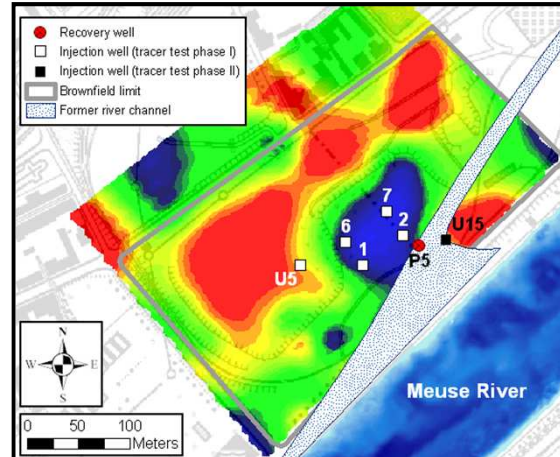 Recovery well
Injection well (tracer test phase I)
Injection well (tracer test phase II)
Brownfield limit
Former river channel
7
6
2
U15
1
P5
U5
N
W E
S
0 50 100
Meters
Meuse River